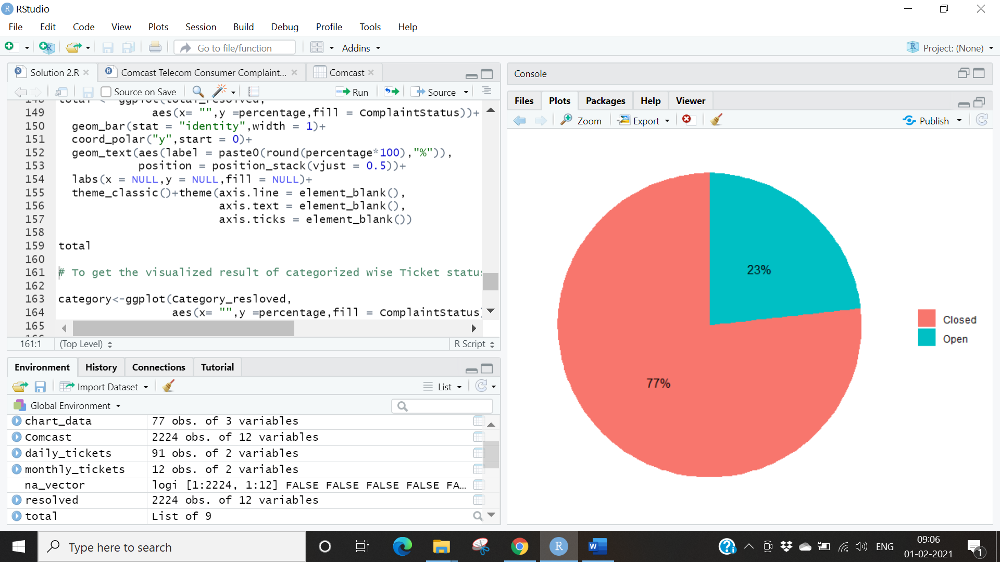 RStudio
File Edit Code View Plots Session Build Debug Profile Tools Help
Go to file/function Addins Project: (None)
Solution 2.R Comcast Telecom Consumer Complaint... Comcast
Source on Save Run Source
149 aes(x= "",y =percentage,fill = ComplaintStatus))+
150 geom_bar(stat = "identity",width = 1)+
151 coord_polar("y",start = 0)+
152 geom_text(aes(label = paste0(round(percentage*100),"%")),
153 position = position_stack(vjust = 0.5))+
154 labs(x = NULL,y = NULL,fill = NULL)+
155 theme_classic()+theme(axis.line = element_blank(),
156 axis.text = element_blank(),
157 axis.ticks = element_blank())
158
159 total
160
161 # To get the visualized result of categorized wise Ticket statu
162
163 category<-ggplot(Category_resloved,
164 aes(x= "",y =percentage,fill = ComplaintStatus)
165
161:1 (Top Level) R Script
Environment History Connections Tutorial
Import Dataset List
Global Environment
chart_data 77 obs. of 3 variables
Comcast 2224 obs. of 12 variables
daily_tickets 91 obs. of 2 variables
monthly_tickets 12 obs. of 2 variables
na_vector logi [1:2224, 1:12] FALSE FALSE FALSE FALSE FA...
resolved 2224 obs. of 12 variables
total List of 9
Console
Files Plots Packages Help Viewer
Zoom Export Publish
23%
77%
Closed
Open
Type here to search
ENG
09:06
01-02-2021
1